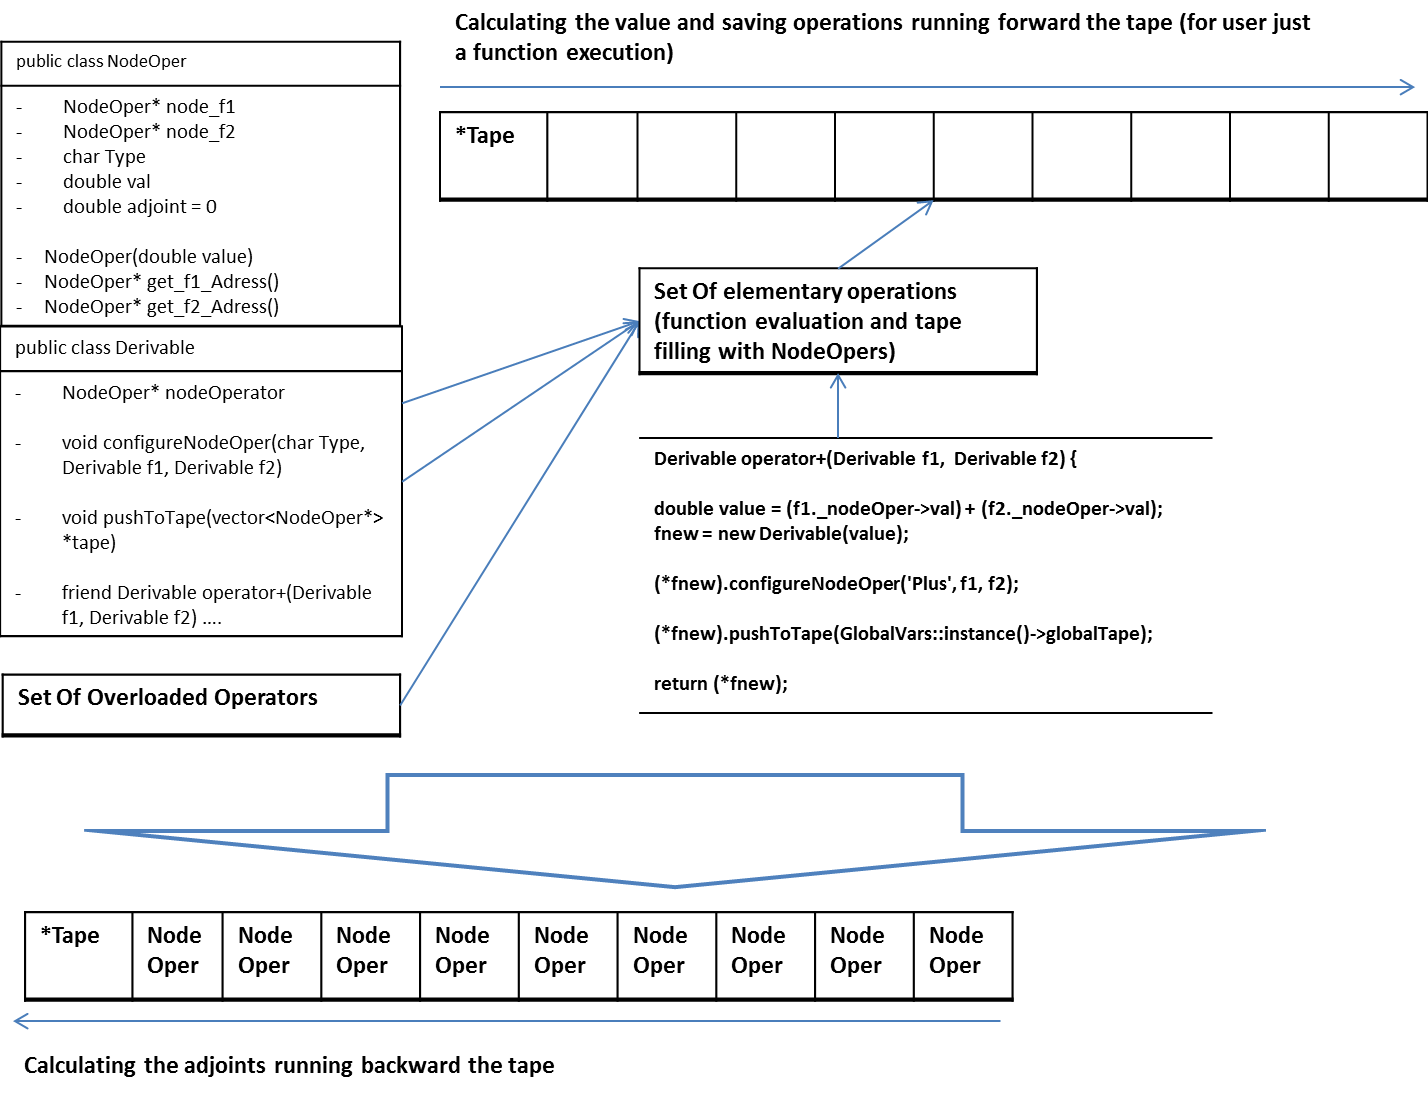 Calculating the value and saving operations running forward the tape (for user just
a function execution)
public class NodeOper
- NodeOper* node_f1
- NodeOper* node_f2
- char Type
- double val
- double adjoint = 0
- NodeOper(double value)
- NodeOper* get_f1_Adress()
- NodeOper* get_f2_Adress()
public class Derivable
- NodeOper* nodeOperator
- void configureNodeOper(char Type,
Derivable f1, Derivable f2)
- void pushToTape(vector<NodeOper*>
*tape)
- friend Derivable operator+(Derivable
f1, Derivable f2) ....
Set Of Overloaded Operators
*Tape
Set Of elementary operations
(function evaluation and tape
filling with NodeOpers)
Derivable operator+(Derivable f1, Derivable f2) {
double value = (f1._nodeOper->val) + (f2._nodeOper->val);
fnew = new Derivable(value);
(*fnew).configureNodeOper('Plus', f1, f2);
(*fnew).pushToTape(GlobalVars::instance()->globalTape);
return (*fnew);
*Tape
Node
Oper
Node
Oper
Node
Oper
Node
Oper
Node
Oper
Node
Oper
Node
Oper
Node
Oper
Node
Oper
Calculating the adjoints running backward the tape